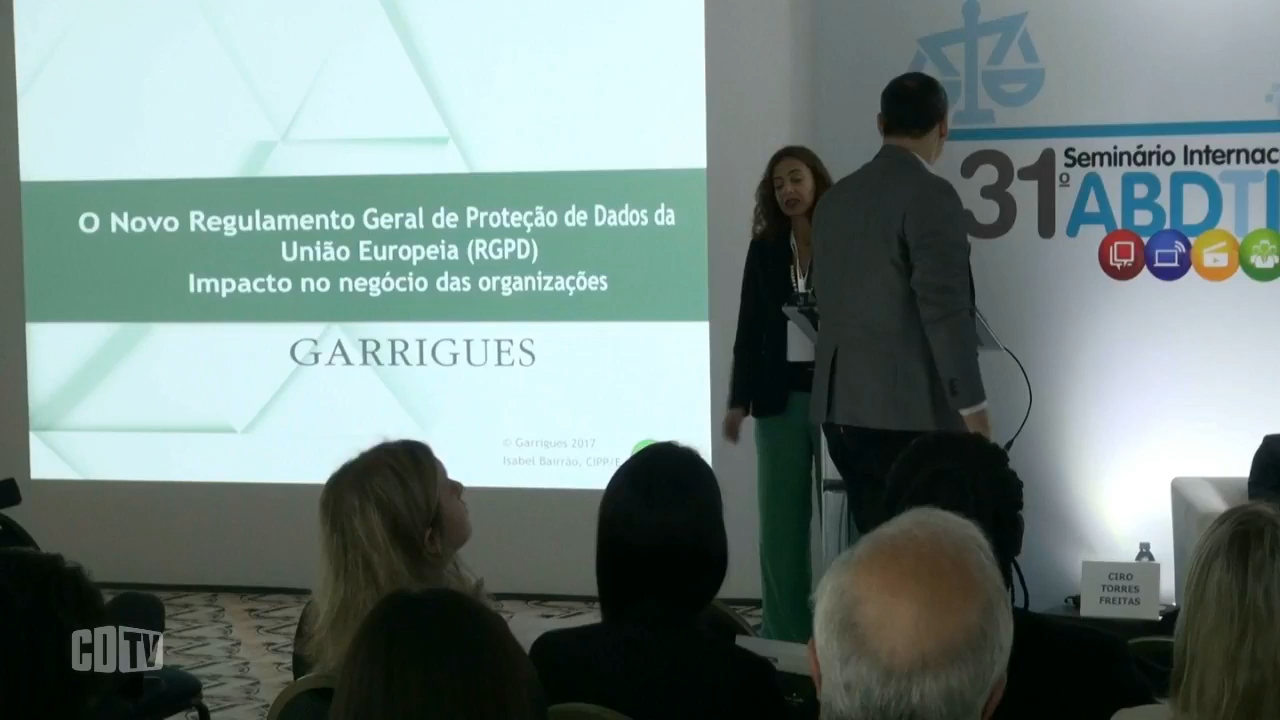 O Novo Regulamento Geral de Proteção de Dados da
União Europeia (RGPD)
Impacto no negócio das organizações
GARRIGUES
© Garrigues 2017
Isabel Bairrão, CIPP/E
31º
Seminário Internac
ABDTI
CIRO
TORRES
FREITAS
CDTV